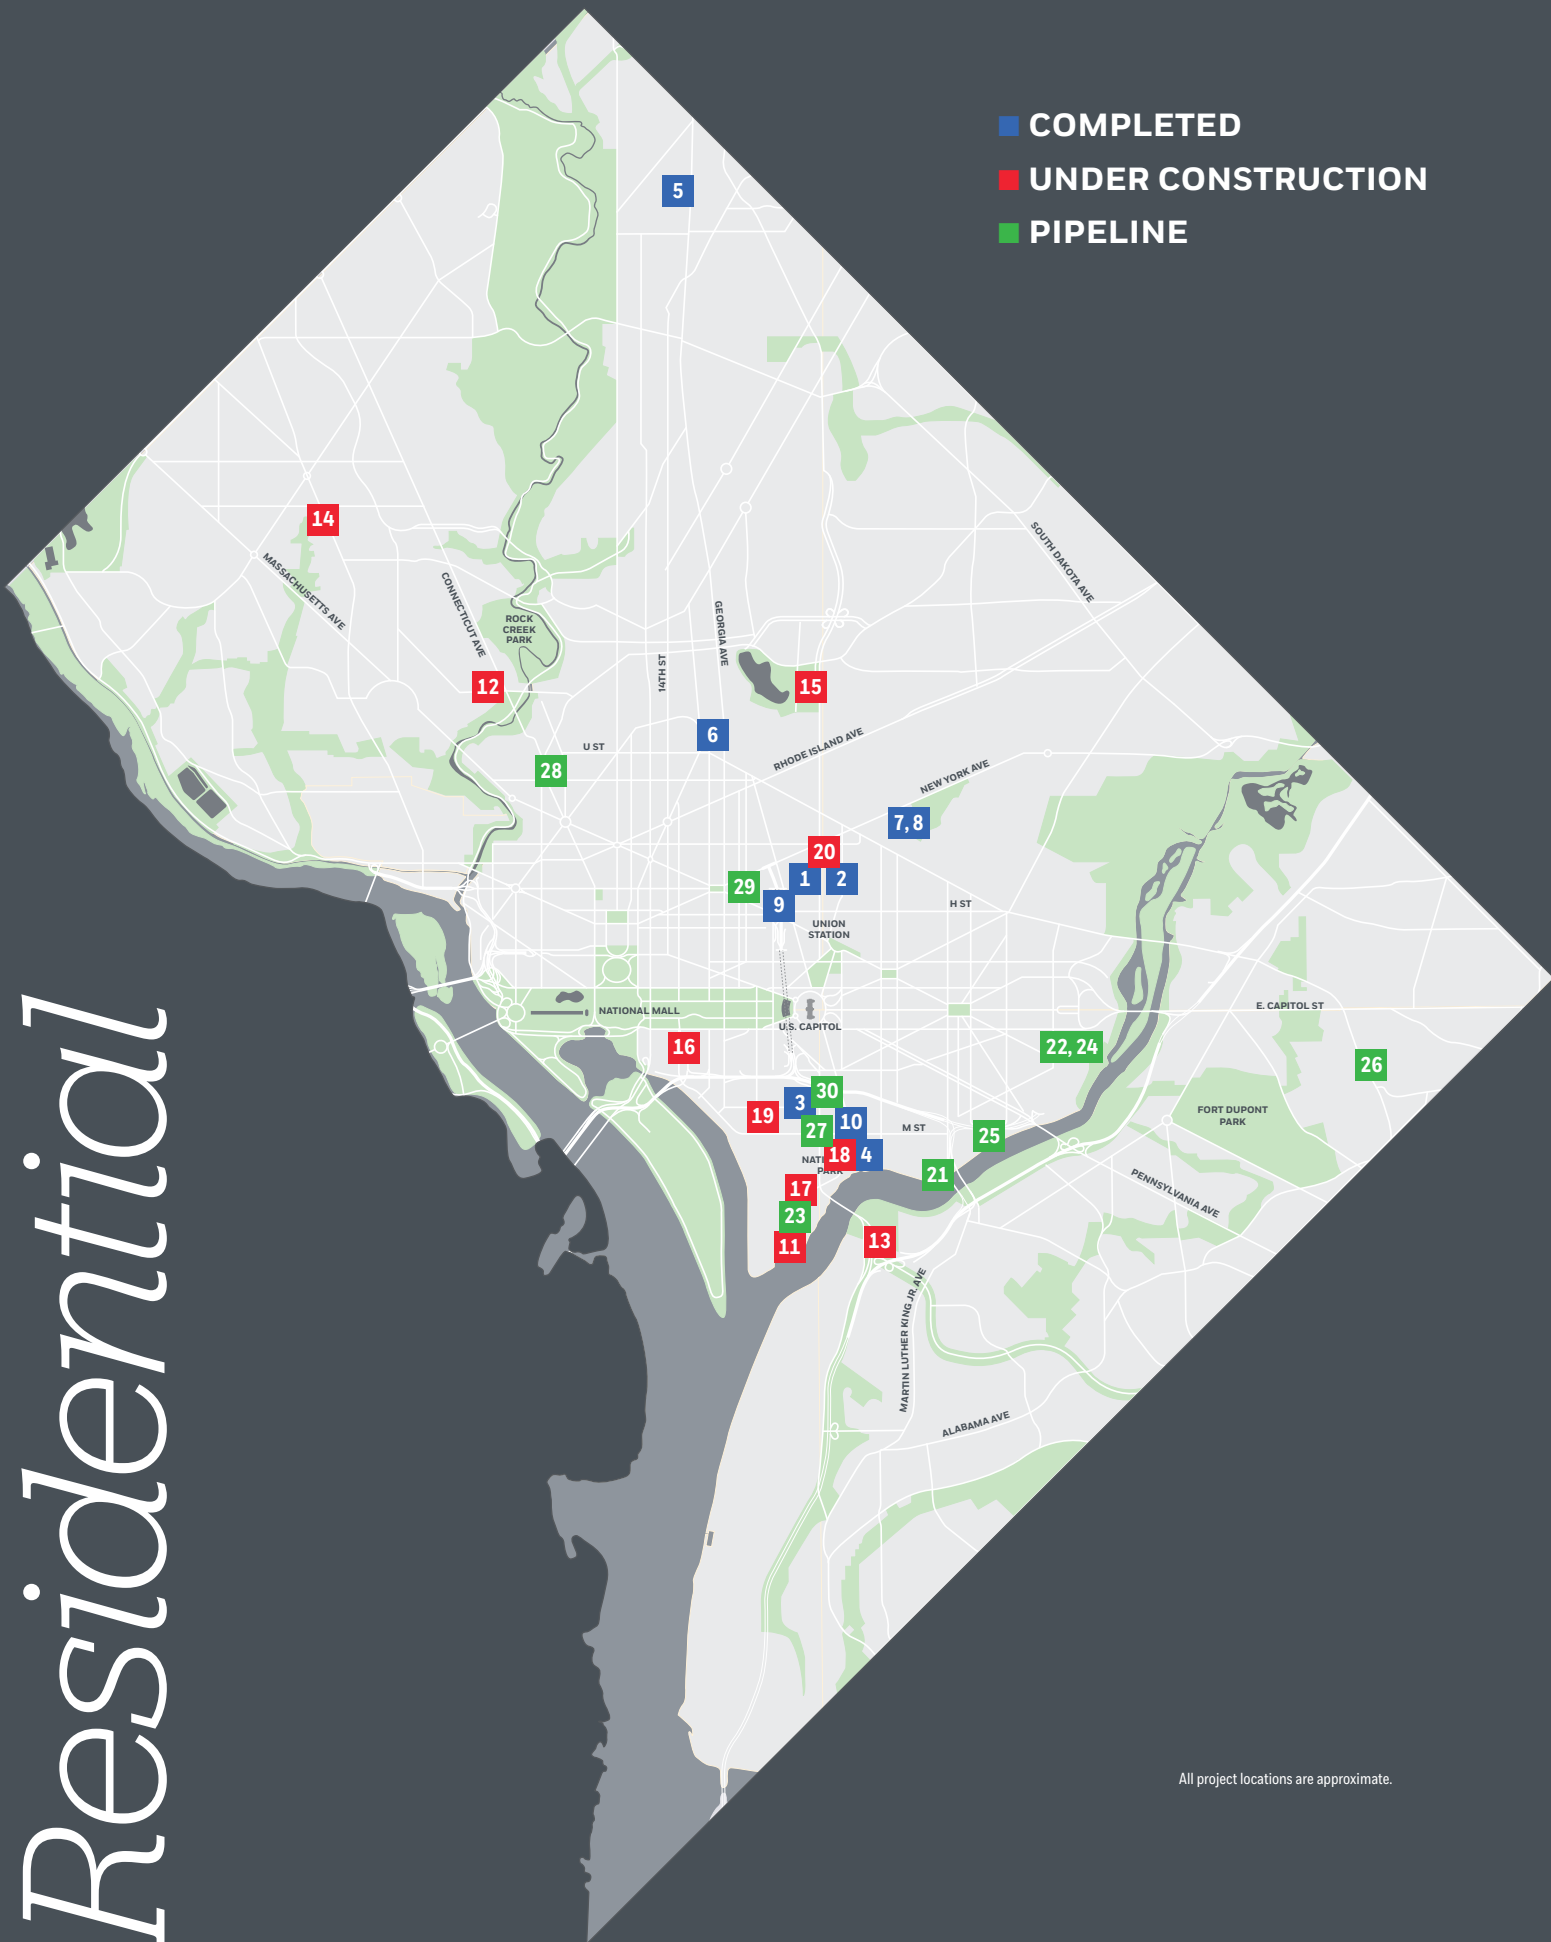 Residential
COMPLETED
UNDER CONSTRUCTION
PIPELINE
5
14
MASSACHUSETTS AVE
CONNECTICUT AVE
ROCK
CREEK
PARK
SOUTH DAKOTA AVE
GEORGIA AVE
14TH ST
12
15
6
U ST
RHODE ISLAND AVE
28
NEW YORK AVE
7, 8
20
1
2
29
9
H ST
UNION
STATION
NATIONAL MALL
U.S. CAPITOL
E. CAPITOL ST
16
22, 24
26
30
3
19
10
27
M ST
25
FORT DUPONT
PARK
18
4
NATI
PARK
21
17
PENNSYLVANIA AVE
23
11
13
MARTIN LUTHER KING JR. AVE
ALABAMA AVE
All project locations are approximate.